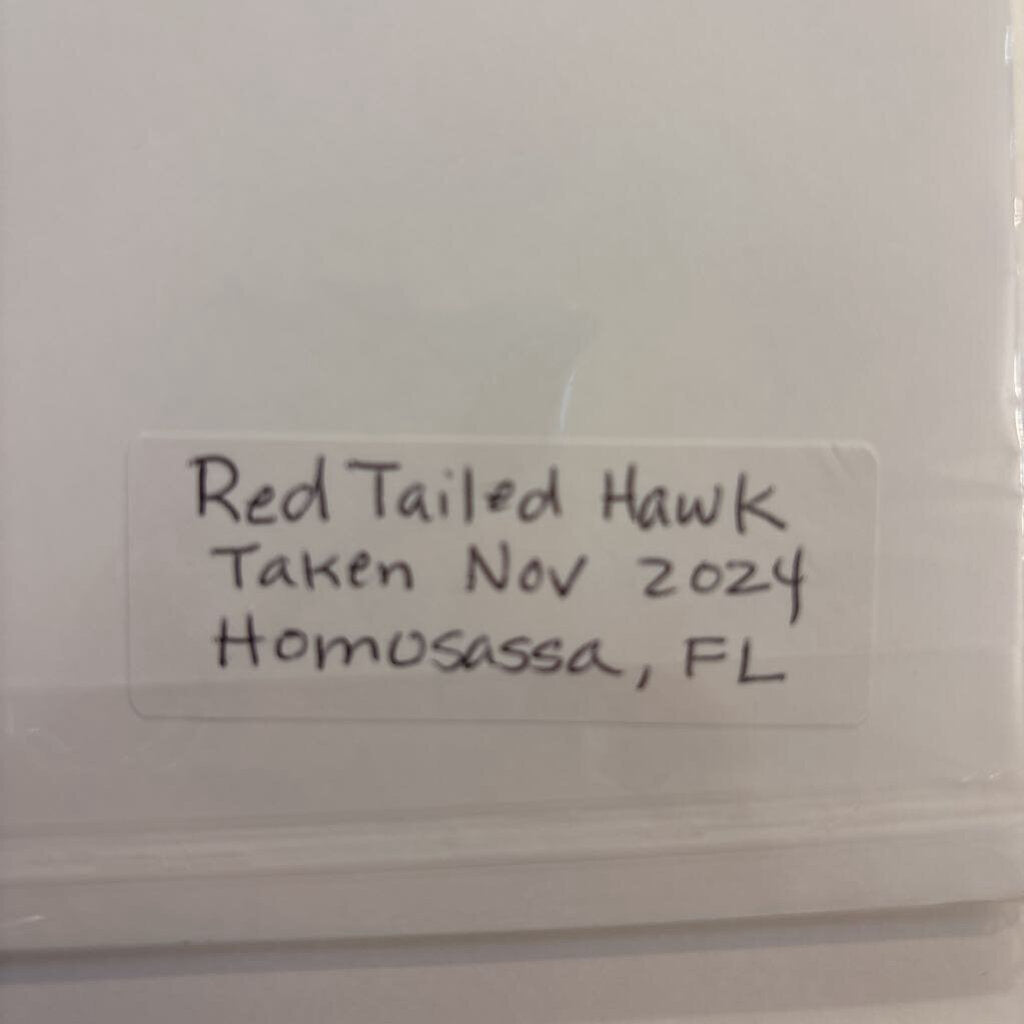 Red Tailed Hawk
Taken Nov 2024
Homosassa, FL